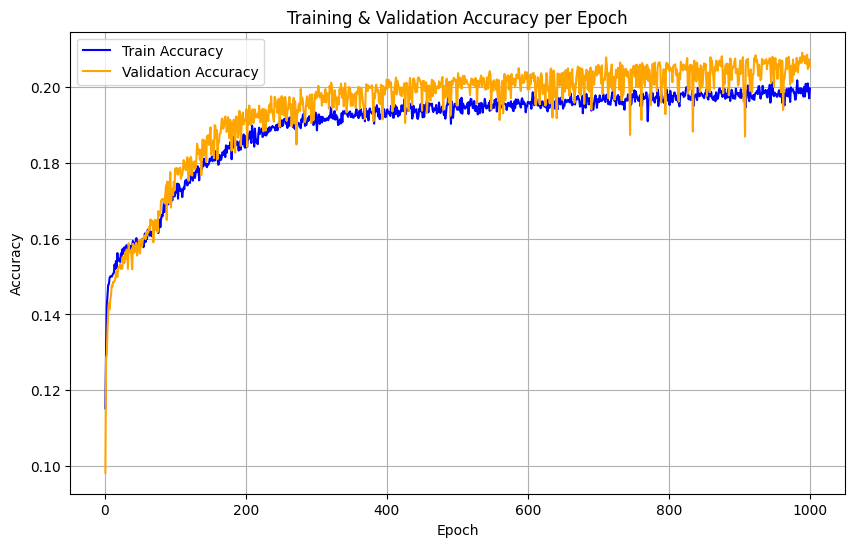 Training & Validation Accuracy per Epoch
Train Accuracy
Validation Accuracy
Accuracy
0.20
0.18
0.16
0.14
0.12
0.10
0
200
400
600
800
1000
Epoch